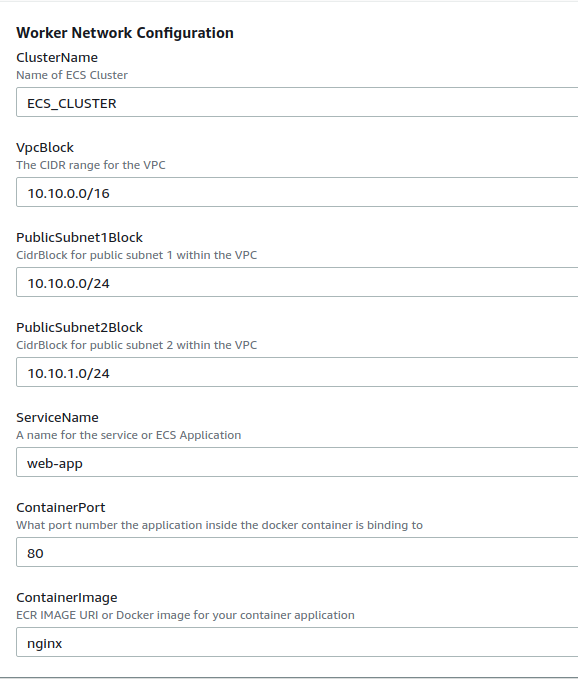 Worker Network Configuration
ClusterName
Name of ECS Cluster
ECS_CLUSTER
VpcBlock
The CIDR range for the VPC
10.10.0.0/16
PublicSubnet1Block
CidrBlock for public subnet 1 within the VPC
10.10.0.0/24
PublicSubnet2Block
CidrBlock for public subnet 2 within the VPC
10.10.1.0/24
ServiceName
A name for the service or ECS Application
web-app
ContainerPort
What port number the application inside the docker container is binding to
80
ContainerImage
ECR IMAGE URI or Docker image for your container application
nginx